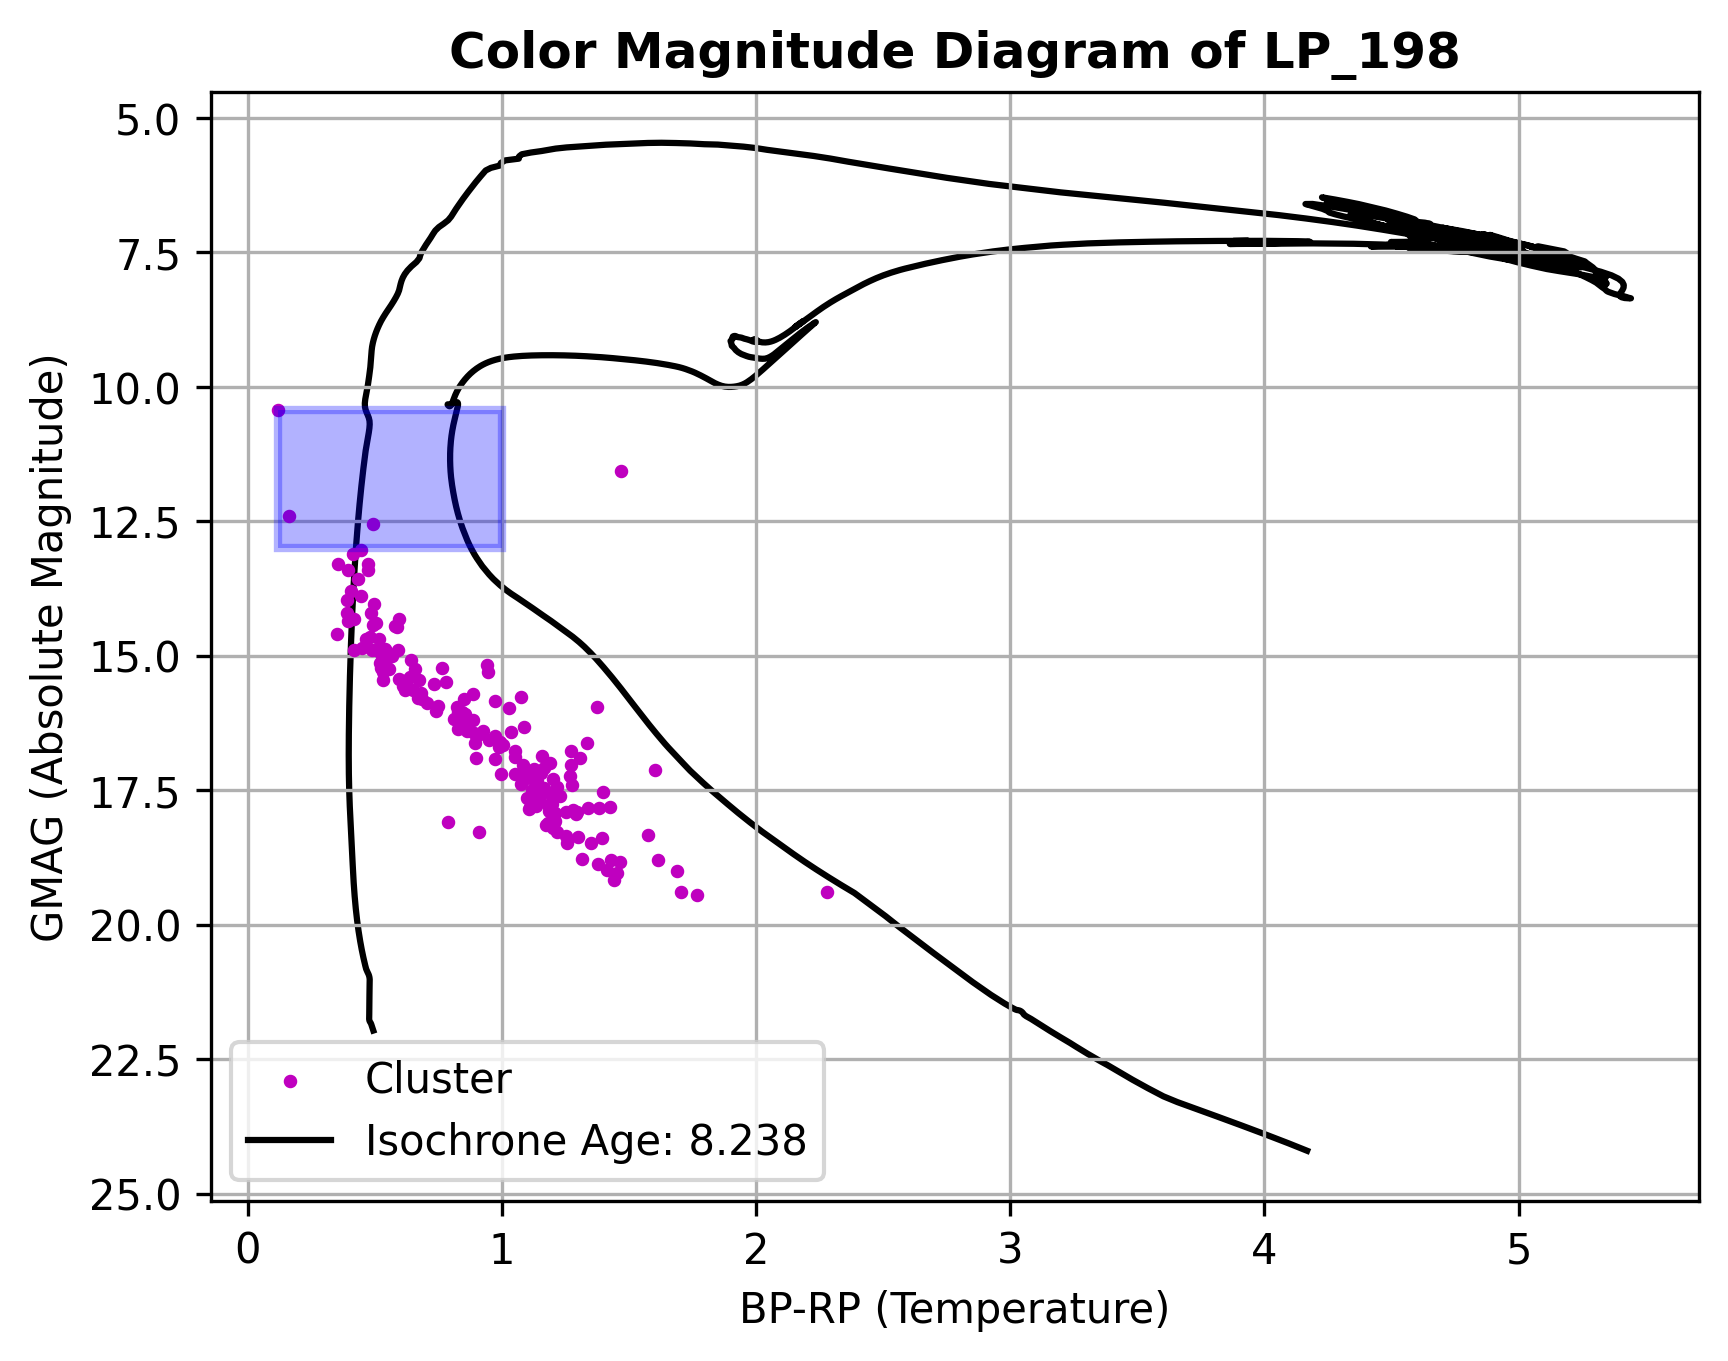 Color Magnitude Diagram of LP_198
GMAG (Absolute Magnitude)
5.0
7.5
10.0
12.5
15.0
17.5
20.0
22.5
25.0
Cluster
Isochrone Age: 8.238
0 1 2 3 4 5
BP-RP (Temperature)